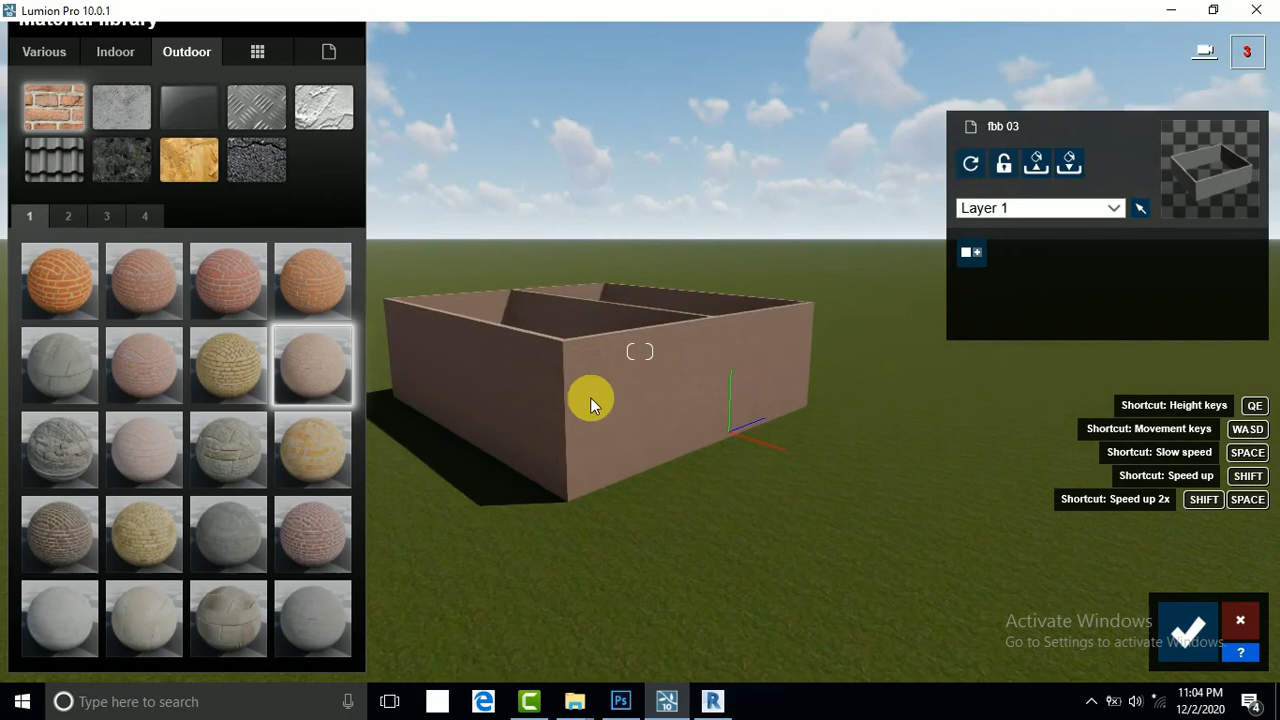 Lumion Pro 10.0.1
Material library
Various
Indoor
Outdoor
3
1
2
3
4
fbb 03
Layer 1
Shortcut: Height keys QE
Shortcut: Movement keys WASD
Shortcut: Slow speed SPACE
Shortcut: Speed up SHIFT
Shortcut: Speed up 2x SHIFT SPACE
Activate Windows
Go to Settings to activate Windows.
?
Type here to search
Ps
10
R
11:04 PM
12/2/2020
4